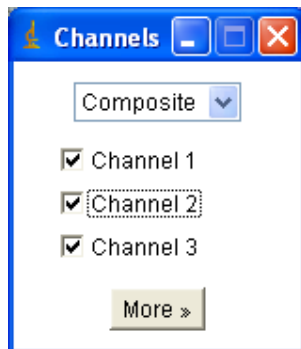 Channels
Composite
Channel 1
Channel 2
Channel 3
More »